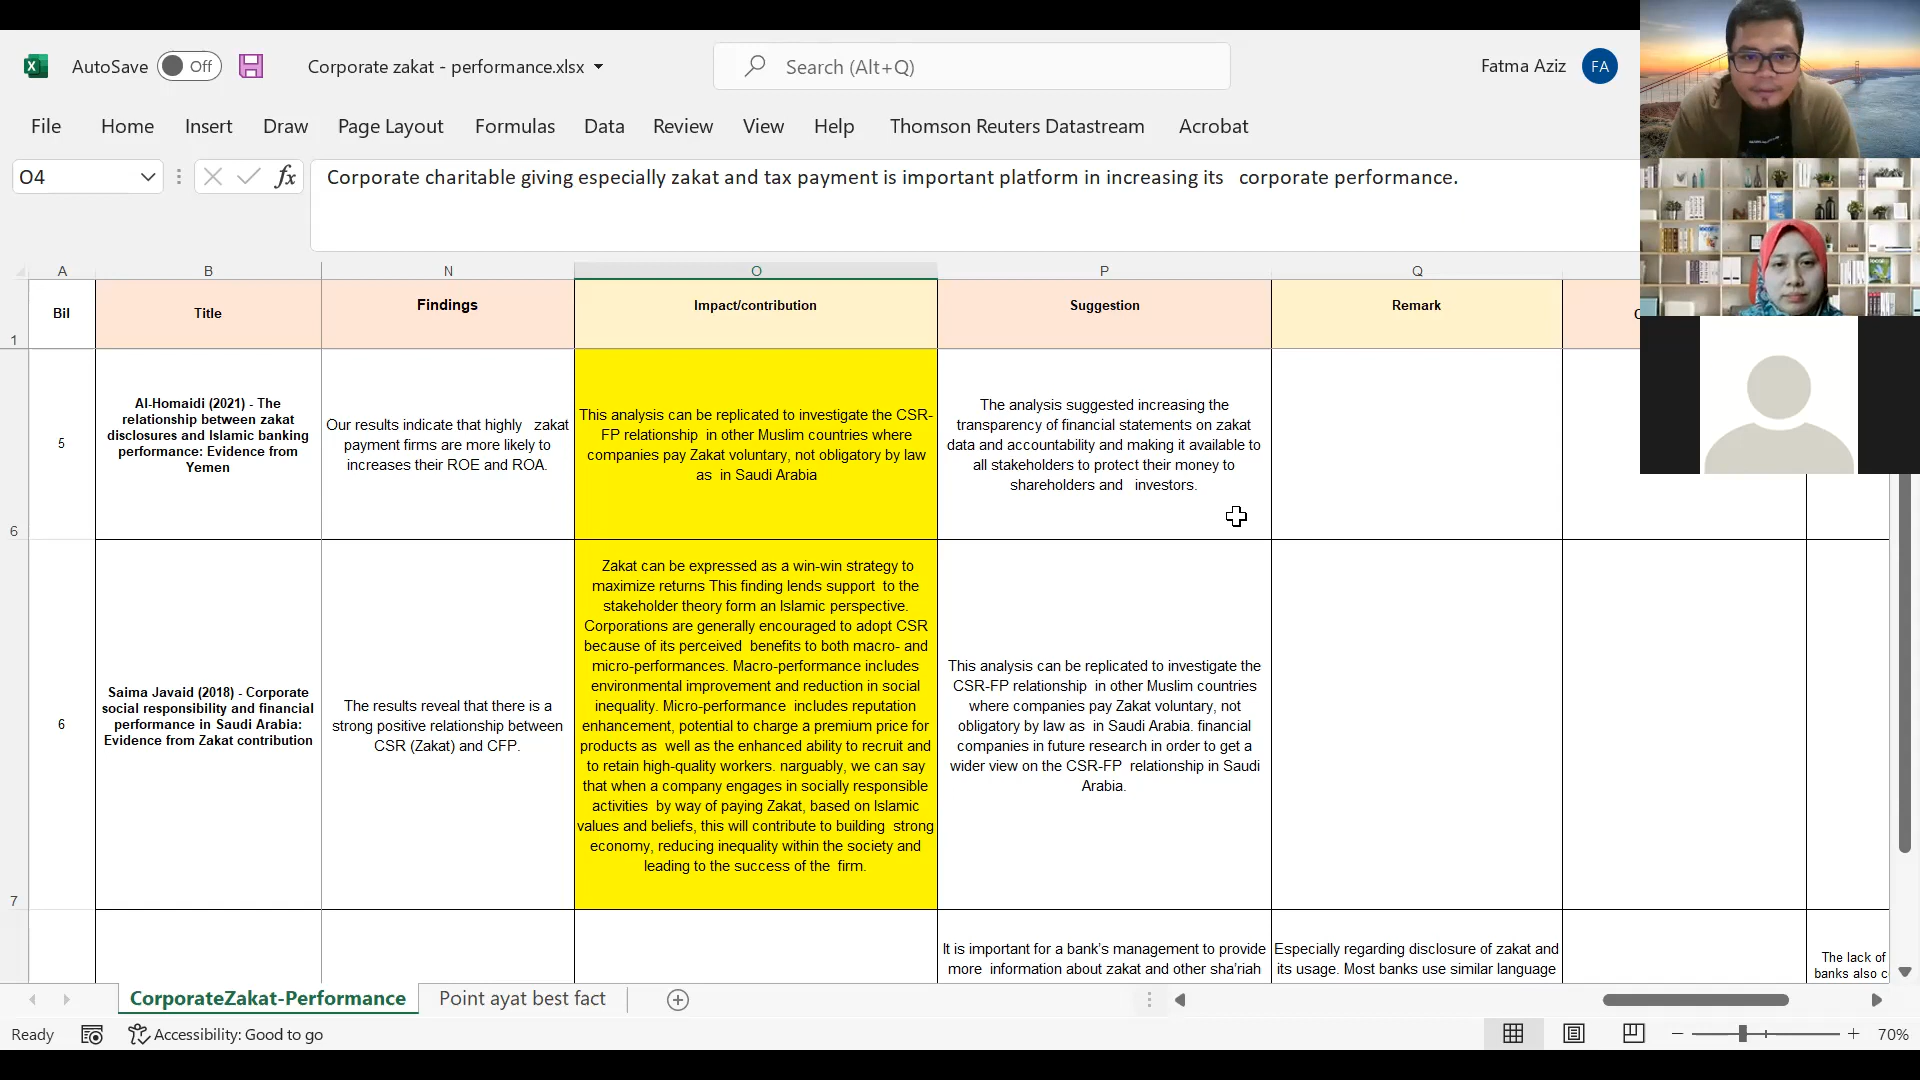 AutoSave Off Corporate zakat - performance.xlsx Search (Alt+Q) Fatma Aziz FA
File Home Insert Draw Page Layout Formulas Data Review View Help Thomson Reuters Datastream Acrobat
O4 fx Corporate charitable giving especially zakat and tax payment is important platform in increasing its corporate performance.
A B N O P Q
1
Bil
Title
Findings
Impact/contribution
Suggestion
Remark
6
5
Al-Homaidi (2021) - The
relationship between zakat
disclosures and Islamic banking
performance: Evidence from
Yemen
Our results indicate that highly zakat
payment firms are more likely to
increases their ROE and ROA.
This analysis can be replicated to investigate the CSR-
FP relationship in other Muslim countries where
companies pay Zakat voluntary, not obligatory by law
as in Saudi Arabia
The analysis suggested increasing the
transparency of financial statements on zakat
data and accountability and making it available to
all stakeholders to protect their money to
shareholders and investors.
7
6
Saima Javaid (2018) - Corporate
social responsibility and financial
performance in Saudi Arabia:
Evidence from Zakat contribution
The results reveal that there is a
strong positive relationship between
CSR (Zakat) and CFP.
Zakat can be expressed as a win-win strategy to
maximize returns This finding lends support to the
stakeholder theory form an Islamic perspective.
Corporations are generally encouraged to adopt CSR
because of its perceived benefits to both macro- and
micro-performances. Macro-performance includes
environmental improvement and reduction in social
inequality. Micro-performance includes reputation
enhancement, potential to charge a premium price for
products as well as the enhanced ability to recruit and
to retain high-quality workers. narguably, we can say
that when a company engages in socially responsible
activities by way of paying Zakat, based on Islamic
values and beliefs, this will contribute to building strong
economy, reducing inequality within the society and
leading to the success of the firm.
This analysis can be replicated to investigate the
CSR-FP relationship in other Muslim countries
where companies pay Zakat voluntary, not
obligatory by law as in Saudi Arabia. financial
companies in future research in order to get a
wider view on the CSR-FP relationship in Saudi
Arabia.
It is important for a bank's management to provide
more information about zakat and other sha'riah
Especially regarding disclosure of zakat and
its usage. Most banks use similar language
The lack of
banks also c
CorporateZakat-Performance Point ayat best fact
Ready Accessibility: Good to go 70%